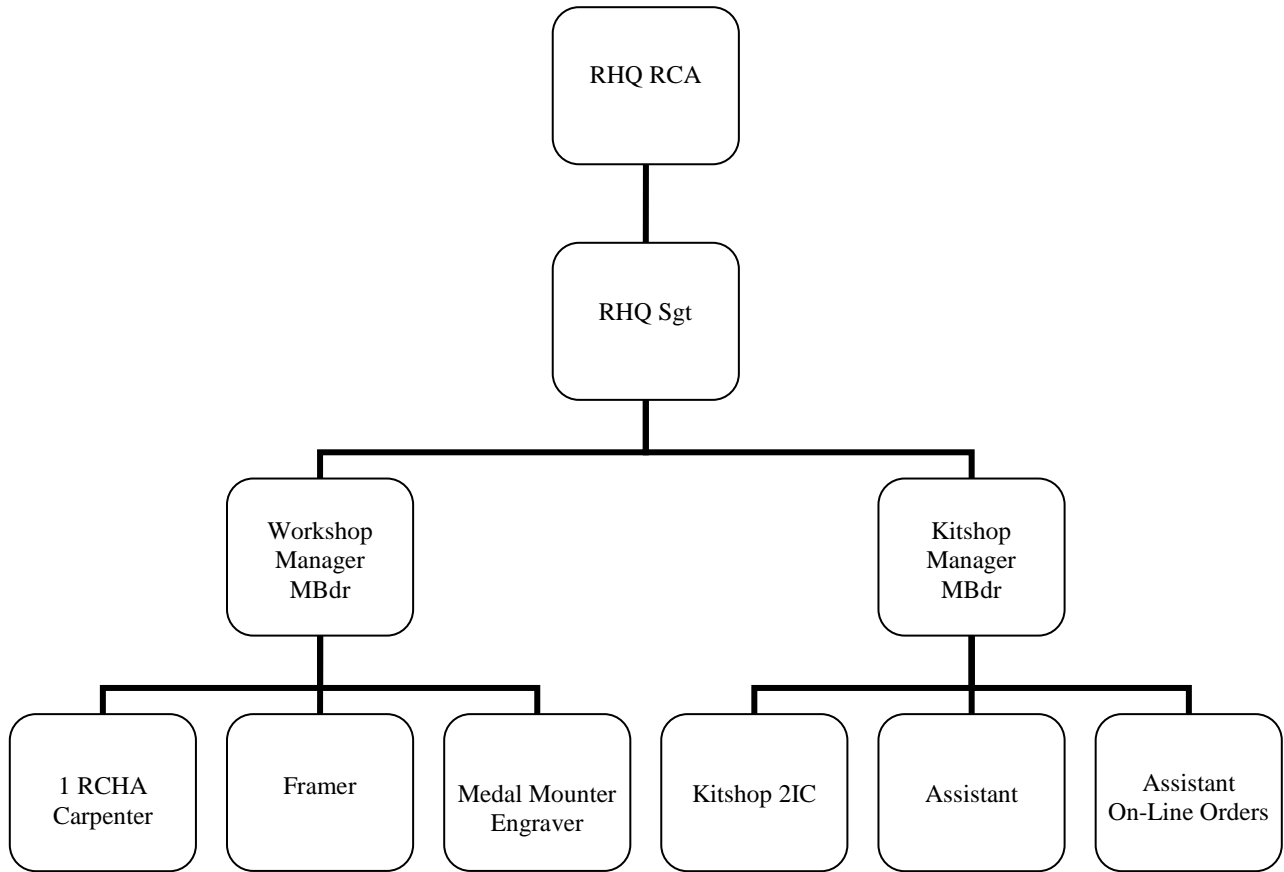 RHQ RCA
RHQ Sgt
Workshop
Manager
MBdr
Kitshop
Manager
MBdr
1 RCHA
Carpenter
Framer
Medal Mounter
Engraver
Kitshop 2IC
Assistant
Assistant
On-Line Orders